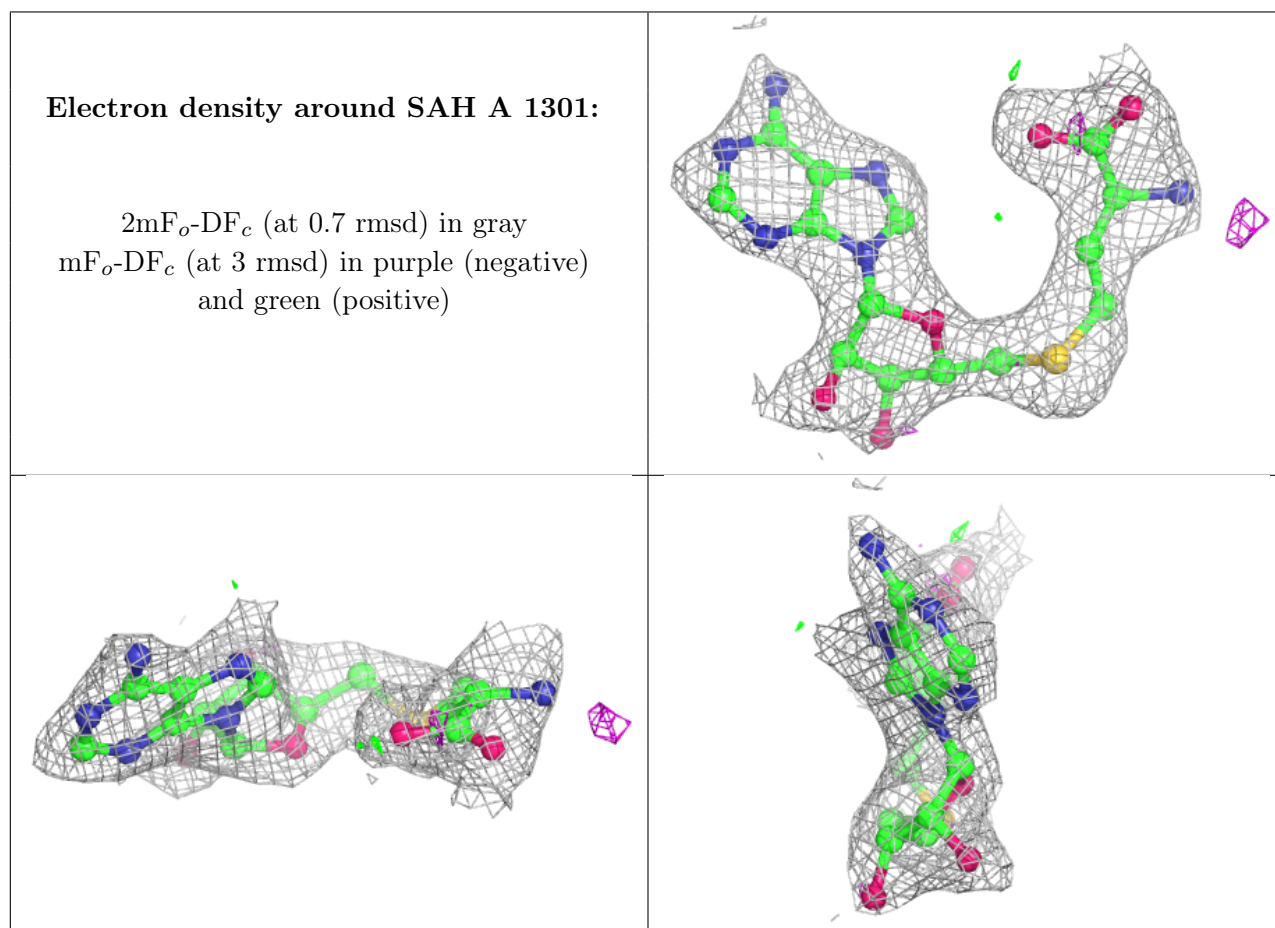 Electron density around SAH A 1301:
2mFo-DFc (at 0.7 rmsd) in gray
mFo-DFc (at 3 rmsd) in purple (negative)
and green (positive)